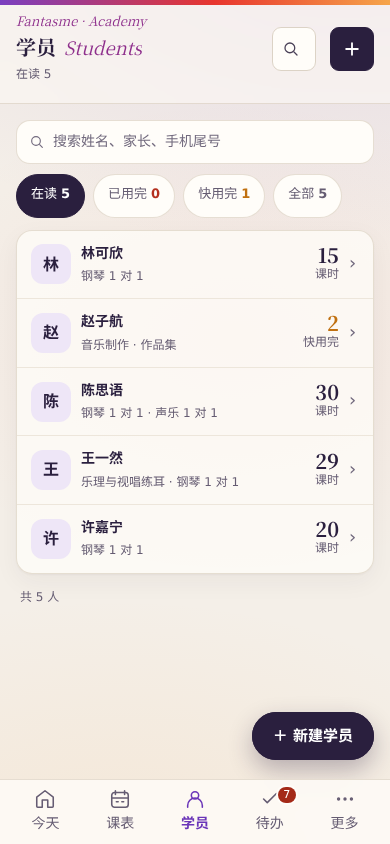 Fantasme · Academy
学员 Students
在读 5
搜索姓名、家长、手机尾号
在读 5 已用完 0 快用完 1 全部 5
林 林可欣 15
钢琴 1 对 1 课时
赵 赵子航 2
音乐制作 · 作品集 快用完
陈 陈思语 30
钢琴 1 对 1 · 声乐 1 对 1 课时
王 王一然 29
乐理与视唱练耳 · 钢琴 1 对 1 课时
许 许嘉宁 20
钢琴 1 对 1 课时
共 5 人
+ 新建学员
7
今天 课表 学员 待办 更多